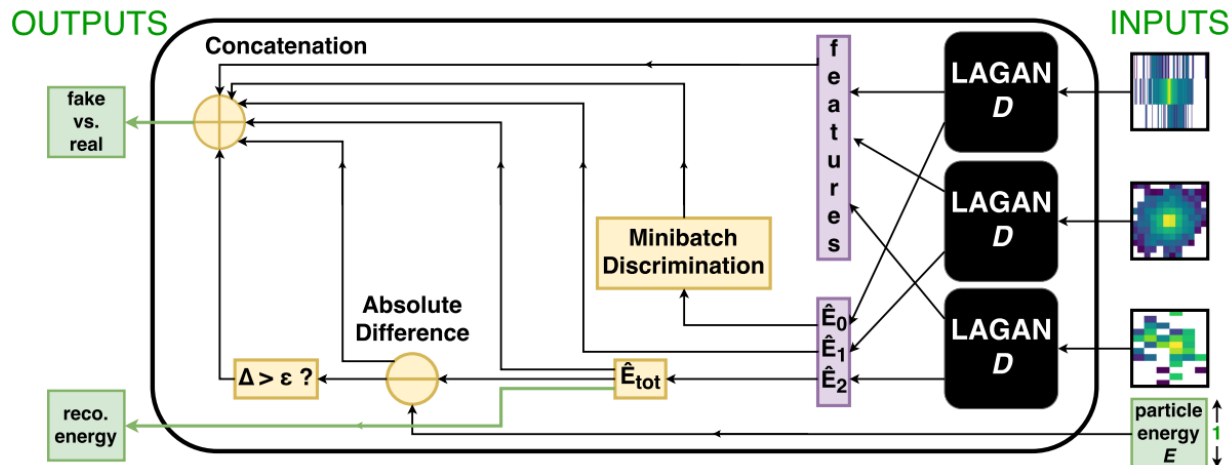 OUTPUTS
INPUTS
Concatenation
fake
vs.
real
f
e
a
t
u
r
e
s
LAGAN
D
LAGAN
D
LAGAN
D
Minibatch
Discrimination
Absolute
Difference
Ê0
Ê1
Ê2
Δ > ε ?
Êtot
reco.
energy
particle
energy
E
1